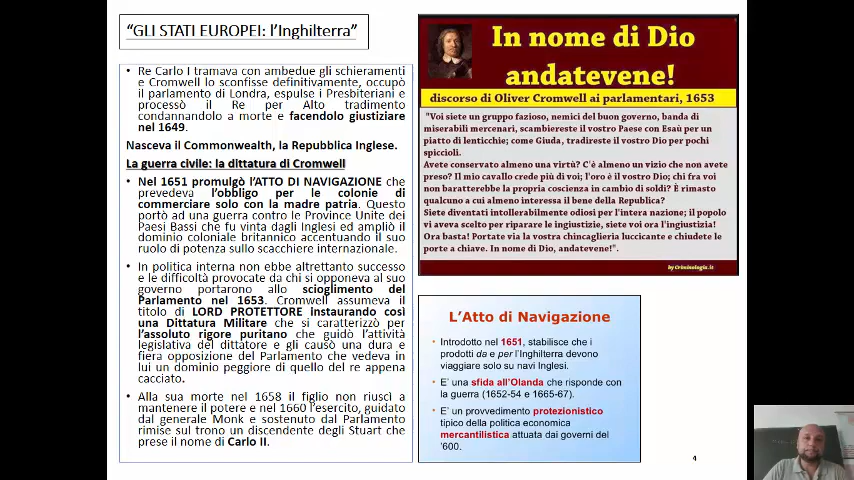 “GLI STATI EUROPEI: l’Inghilterra”
• Re Carlo I tramava con ambedue gli schieramenti
e Cromwell lo sconfisse definitivamente, occupò
il parlamento di Londra, espulse i Presbiteriani e
processò il Re per Alto tradimento
condannandolo a morte e facendolo giustiziare
nel 1649.
Nasceva il Commonwealth, la Repubblica Inglese.
La guerra civile: la dittatura di Cromwell
• Nel 1651 promulgò l’ATTO DI NAVIGAZIONE che
prevedeva l’obbligo per le colonie di
commerciare solo con la madre patria. Questo
portò ad una guerra contro le Province Unite dei
Paesi Bassi che fu vinta dagli Inglesi ed ampliò il
dominio coloniale britannico accentuando il suo
ruolo di potenza sullo scacchiere internazionale.
• In politica interna non ebbe altrettanto successo
e le difficoltà provocate da chi si opponeva al suo
governo portarono allo scioglimento del
Parlamento nel 1653. Cromwell assumeva il
titolo di LORD PROTETTORE instaurando così
una Dittatura Militare che si caratterizzò per
l’assoluto rigore puritano che guidò l’attività
legislativa del dittatore e gli causò una dura e
fiera opposizione del Parlamento che vedeva in
lui un dominio peggiore di quello del re appena
cacciato.
• Alla sua morte nel 1658 il figlio non riuscì a
mantenere il potere e nel 1660 l’esercito, guidato
dal generale Monk e sostenuto dal Parlamento
rimise sul trono un discendente degli Stuart che
prese il nome di Carlo II.
In nome di Dio
andatevene!
discorso di Oliver Cromwell ai parlamentari, 1653
"Voi siete un gruppo fazioso, nemici del buon governo, banda di
miserabili mercenari, scambiereste il vostro Paese con Esaù per un
piatto di lenticchie; come Giuda, tradireste il vostro Dio per pochi
spiccioli.
Avete conservato almeno una virtù? C'è almeno un vizio che non avete
preso? Il mio cavallo crede più di voi; l'oro è il vostro Dio; chi fra voi
non baratterebbe la propria coscienza in cambio di soldi? È rimasto
qualcuno a cui almeno interessa il bene della Repubblica?
Siete diventati intollerabilmente odiosi per l'intera nazione; il popolo
vi aveva scelto per riparare le ingiustizie, siete voi ora l'ingiustizia!
Ora basta! Portate via la vostra chincaglieria luccicante e chiudete le
porte a chiave. In nome di Dio, andatevene!".
by Criminologia.it
L’Atto di Navigazione
• Introdotto nel 1651, stabilisce che i
prodotti da e per l’Inghilterra devono
viaggiare solo su navi Inglesi.
• E’ una sfida all’Olanda che risponde con
la guerra (1652-54 e 1665-67).
• E’ un provvedimento protezionistico
tipico della politica economica
mercantilistica attuata dai governi del
‘600.
4